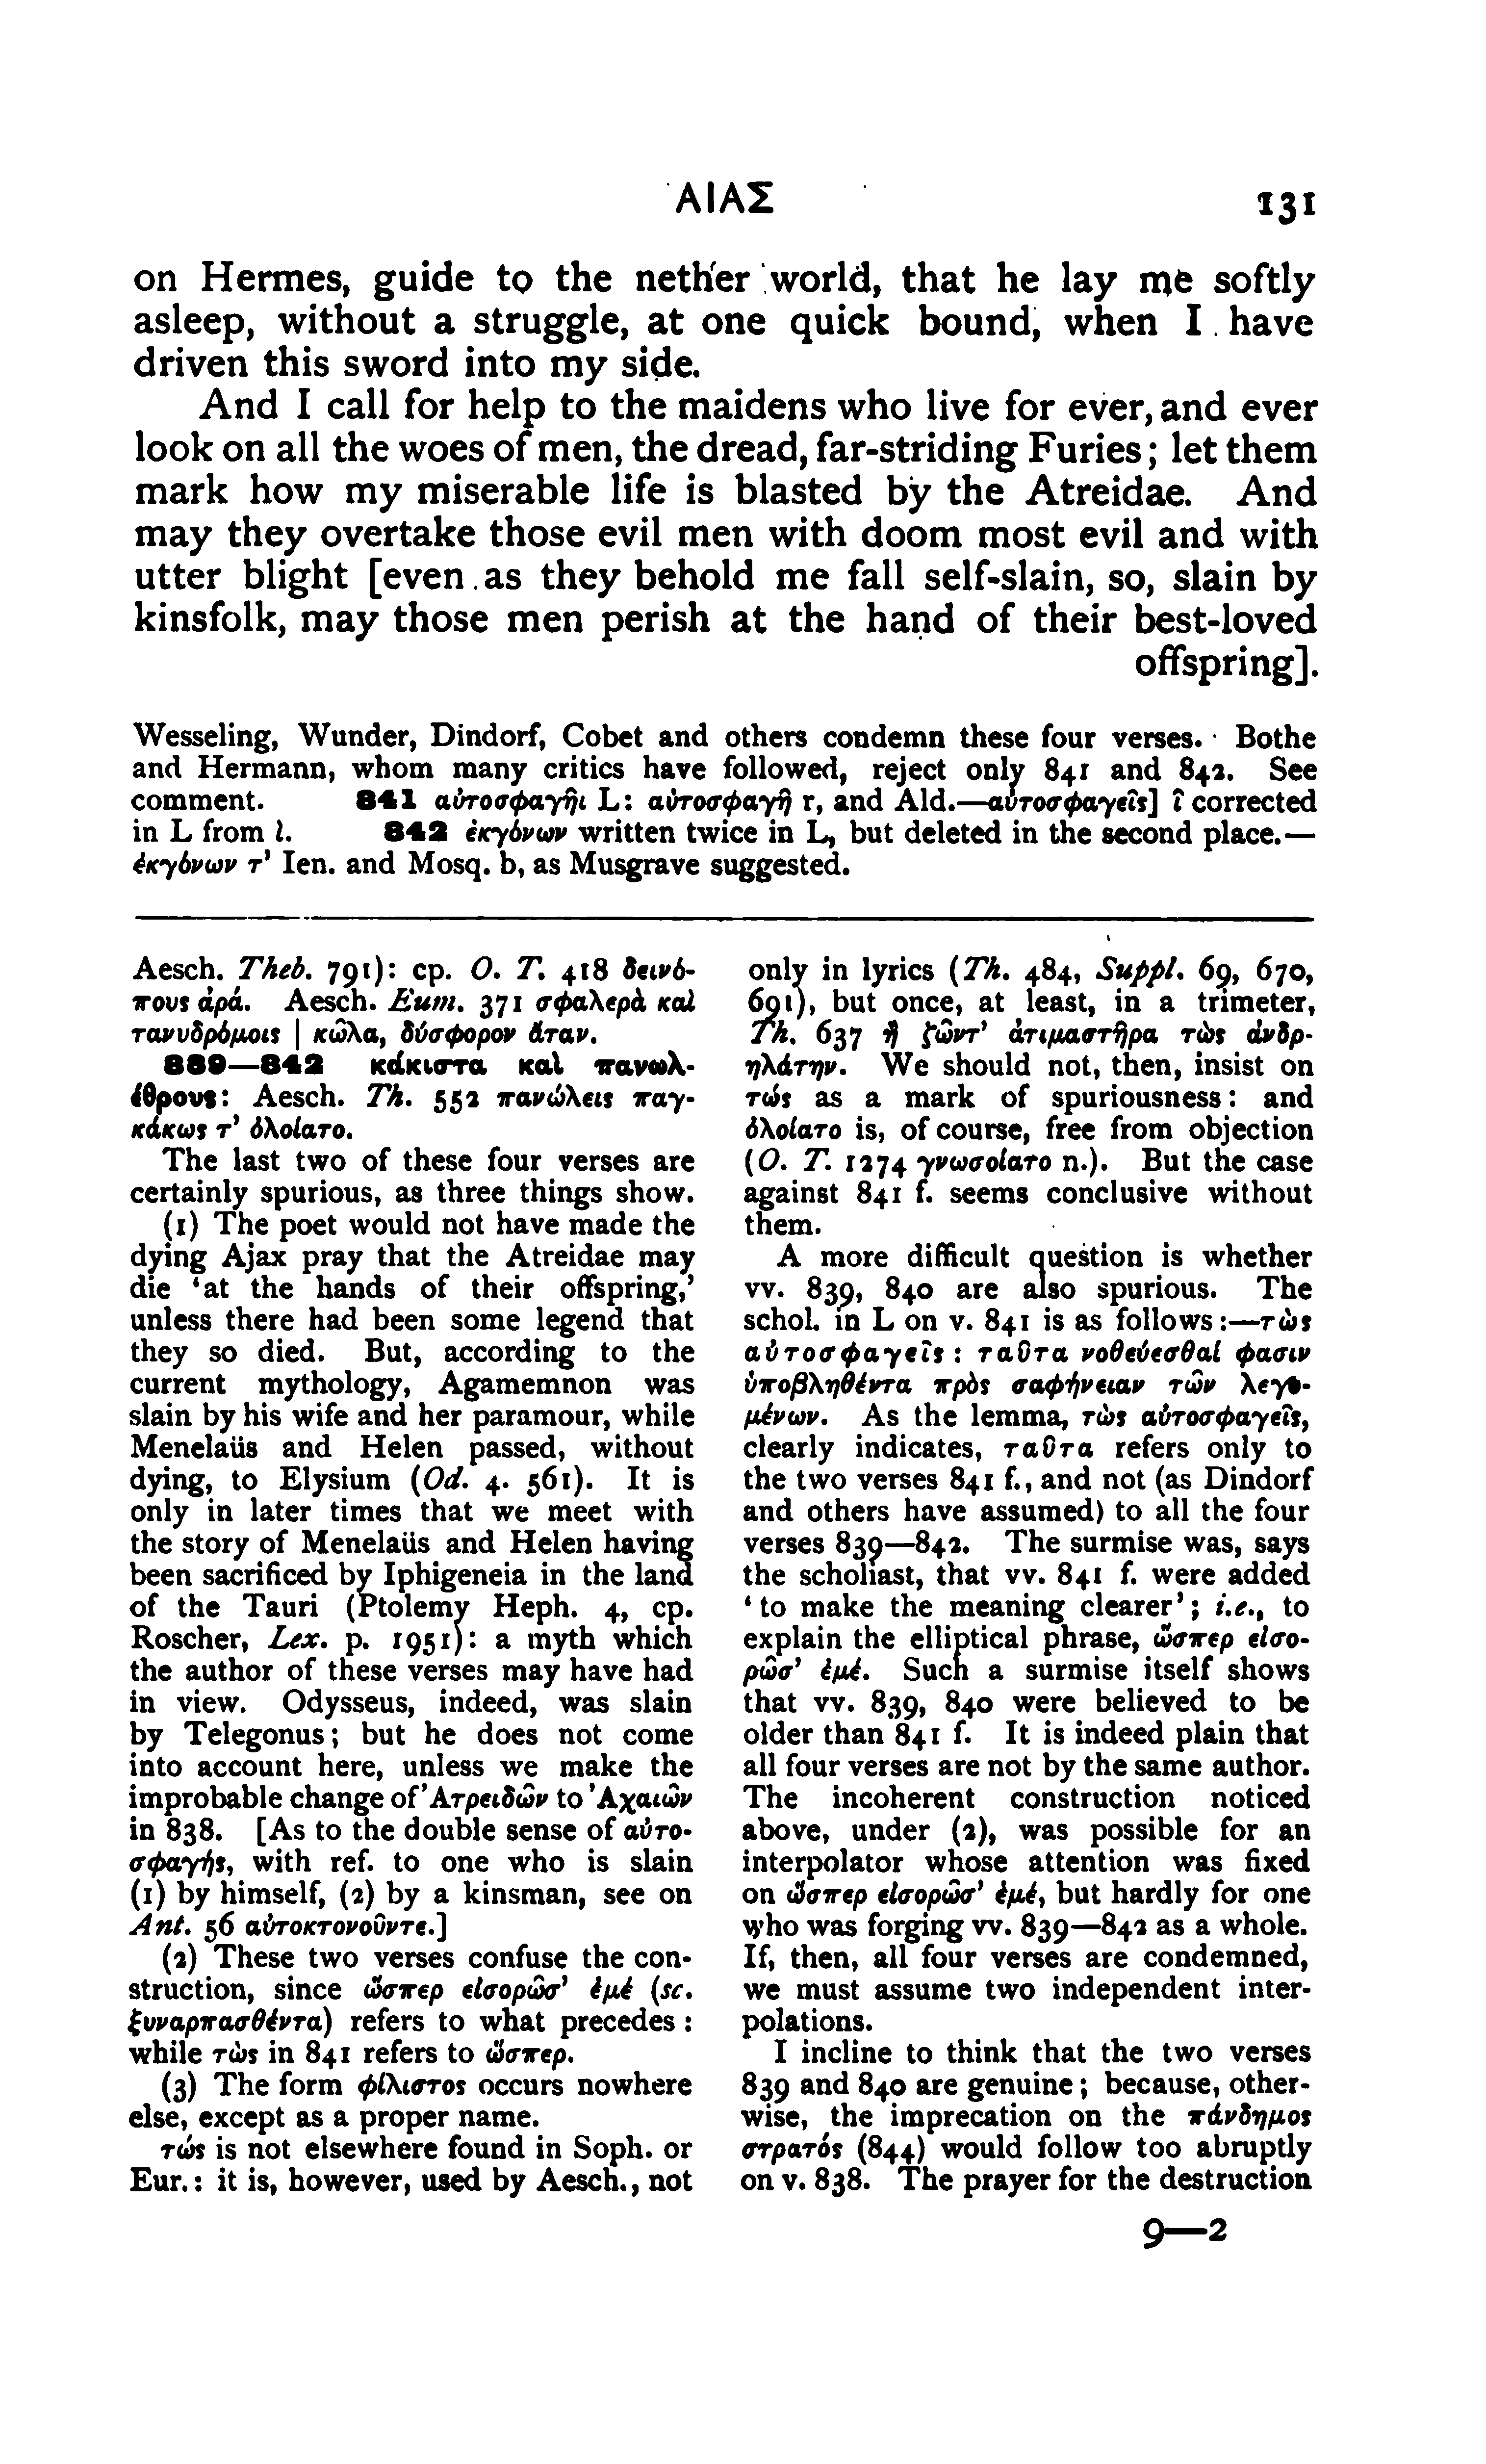 ΑΙΑΣ
131
on Hermes, guide to the nether world, that he lay me softly
asleep, without a struggle, at one quick bound, when I have
driven this sword into my side.
And I call for help to the maidens who live for ever, and ever
look on all the woes of men, the dread, far-striding Furies; let them
mark how my miserable life is blasted by the Atreidae. And
may they overtake those evil men with doom most evil and with
utter blight [even as they behold me fall self-slain, so, slain by
kinsfolk, may those men perish at the hand of their best-loved
offspring].
Wesseling, Wunder, Dindorf, Cobet and others condemn these four verses. Bothe
and Hermann, whom many critics have followed, reject only 841 and 842. See
comment. 841 αὐτοσφαγῆι L: αὐτοσφαγῆ r, and Ald.—αὐτοσφαγεῖς] ῖ corrected
in L from ί. 842 ἐκγόνων written twice in L, but deleted in the second place.—
ἐκγόνων τ’ Ien. and Mosq. b, as Musgrave suggested.
Aesch. Theb. 791): cp. O. T. 418 δεινό-
πους ἀρά. Aesch. Eum. 371 σφαλερὰ καὶ
τανυδρόμοις | κῶλα, δύσφορον ἄταν.
839—842 κάκιστα καὶ πανωλ-
έθρους: Aesch. Th. 552 πανώλεις παγ-
κάκως τ’ ὀλοίατο.
The last two of these four verses are
certainly spurious, as three things show.
(1) The poet would not have made the
dying Ajax pray that the Atreidae may
die ‘at the hands of their offspring,’
unless there had been some legend that
they so died. But, according to the
current mythology, Agamemnon was
slain by his wife and her paramour, while
Menelaüs and Helen passed, without
dying, to Elysium (Od. 4. 561). It is
only in later times that we meet with
the story of Menelaüs and Helen having
been sacrificed by Iphigeneia in the land
of the Tauri (Ptolemy Heph. 4, cp.
Roscher, Lex. p. 1951): a myth which
the author of these verses may have had
in view. Odysseus, indeed, was slain
by Telegonus; but he does not come
into account here, unless we make the
improbable change of Ἀτρειδῶν to Ἀχαιῶν
in 838. [As to the double sense of αὐτο-
σφαγής, with ref. to one who is slain
(1) by himself, (2) by a kinsman, see on
Ant. 56 αὐτοκτονοῦντε.]
(2) These two verses confuse the con-
struction, since ὥσπερ εἰσορῶσ’ ἐμέ (sc.
ξυναρπασθέντα) refers to what precedes:
while τὼς in 841 refers to ὥσπερ.
(3) The form φίλιστος occurs nowhere
else, except as a proper name.
τώς is not elsewhere found in Soph. or
Eur.: it is, however, used by Aesch., not
only in lyrics (Th. 484, Suppl. 69, 670,
691), but once, at least, in a trimeter,
Th. 637 ἢ ζῶντ’ ἀτιμαστῆρα τὼς ἀνδρ-
ηλάτην. We should not, then, insist on
τώς as a mark of spuriousness: and
ὀλοίατο is, of course, free from objection
(O. T. 1274 γνωσοίατο n.). But the case
against 841 f. seems conclusive without
them.
A more difficult question is whether
vv. 839, 840 are also spurious. The
schol. in L on v. 841 is as follows:—τὼς
αὐτοσφαγεῖς: ταῦτα νοθεύεσθαί φασιν
ὑποβληθέντα πρὸς σαφήνειαν τῶν λεγο-
μένων. As the lemma, τὼς αὐτοσφαγεῖς,
clearly indicates, ταῦτα refers only to
the two verses 841 f., and not (as Dindorf
and others have assumed) to all the four
verses 839—842. The surmise was, says
the scholiast, that vv. 841 f. were added
‘to make the meaning clearer’; i.e., to
explain the elliptical phrase, ὥσπερ εἰσο-
ρῶσ’ ἐμέ. Such a surmise itself shows
that vv. 839, 840 were believed to be
older than 841 f. It is indeed plain that
all four verses are not by the same author.
The incoherent construction noticed
above, under (2), was possible for an
interpolator whose attention was fixed
on ὥσπερ εἰσορῶσ’ ἐμέ, but hardly for one
who was forging vv. 839—842 as a whole.
If, then, all four verses are condemned,
we must assume two independent inter-
polations.
I incline to think that the two verses
839 and 840 are genuine; because, other-
wise, the imprecation on the πάνδημος
στρατός (844) would follow too abruptly
on v. 838. The prayer for the destruction
9—2